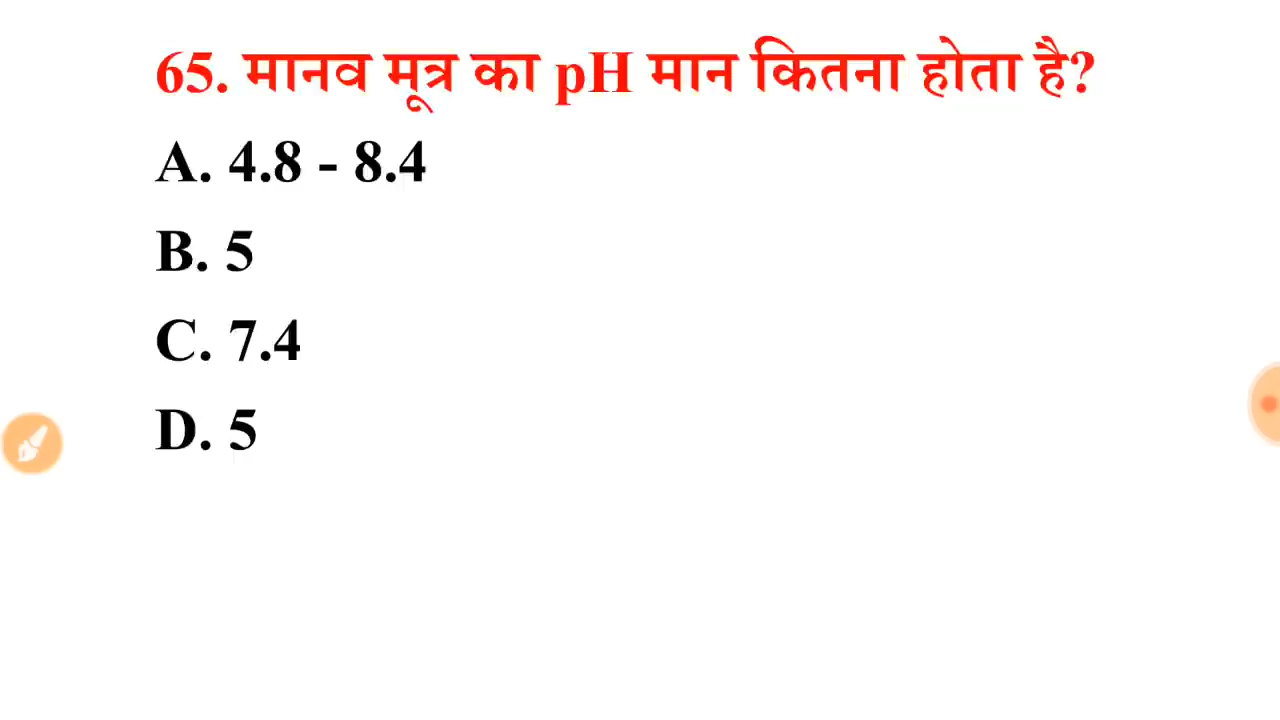 65. मानव मूत्र का pH मान कितना होता है?
A. 4.8 - 8.4
B. 5
C. 7.4
D. 5